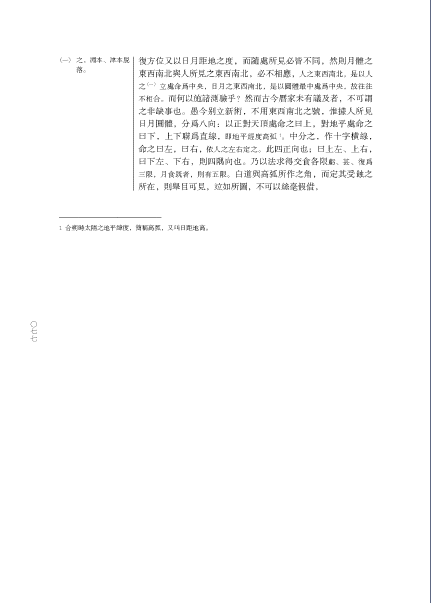 〔一〕 之，淵本、津本脫
落。
復方位又以日月距地之度，而隨處所見必皆不同，然則月體之
東西南北與人所見之東西南北，必不相應，人之東西南北，是以人
之〔一〕立處命爲中央，日月之東西南北，是以圓體最中處爲中央，故往往
不相合。而何以施諸測驗乎？然而古今曆家未有議及者，不可謂
之非缺事也。愚今別立新術，不用東西南北之號，惟據人所見
日月圓體，分爲八向：以正對天頂處命之曰上，對地平處命之
曰下，上下聯爲直線，即地平經度高弧1。中分之，作十字橫線，
命之曰左，曰右，依人之左右定之。此四正向也；曰上左、上右，
曰下左、下右，則四隅向也。乃以法求得交食各限虧、甚、復爲
三限，月食既者，則有五限。白道與高弧所作之角，而定其受蝕之
所在，則舉目可見，竝如所圖，不可以絲毫假借。
1 合朔時太陽之地平緯度，簡稱高弧，又叫日距地高。
〇七七